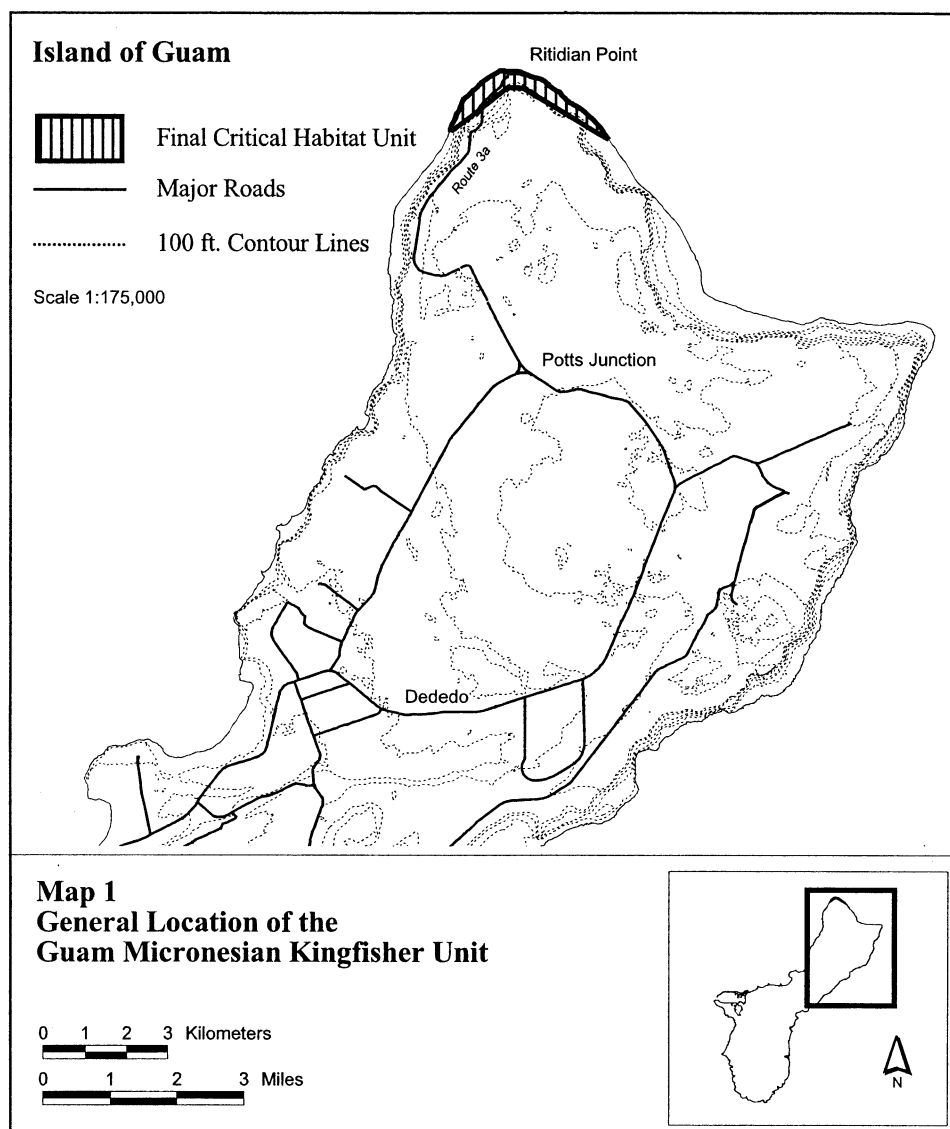 Island of Guam
Final Critical Habitat Unit
Major Roads
100 ft. Contour Lines
Scale 1:175,000
Ritidian Point
Route 3a
Potts Junction
Dededo
Map 1
General Location of the
Guam Micronesian Kingfisher Unit
0 1 2 3 Kilometers
0 1 2 3 Miles
N